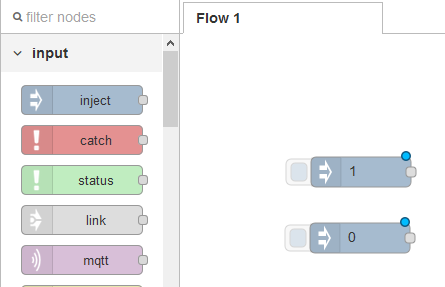 filter nodes
Flow 1
input
inject
catch
status
link
mqtt
1
0